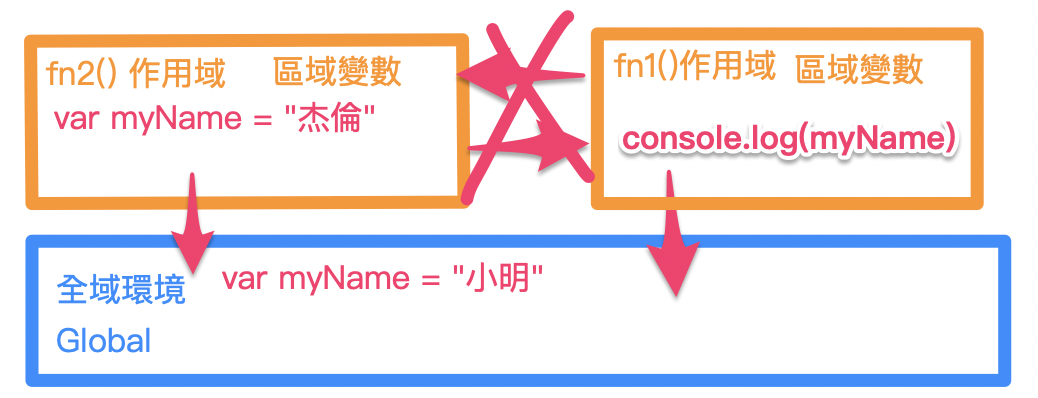 fn2() 作用域 區域變數
var myName = "杰倫"
fn1()作用域 區域變數
console.log(myName)
全域環境
var myName = "小明"
Global